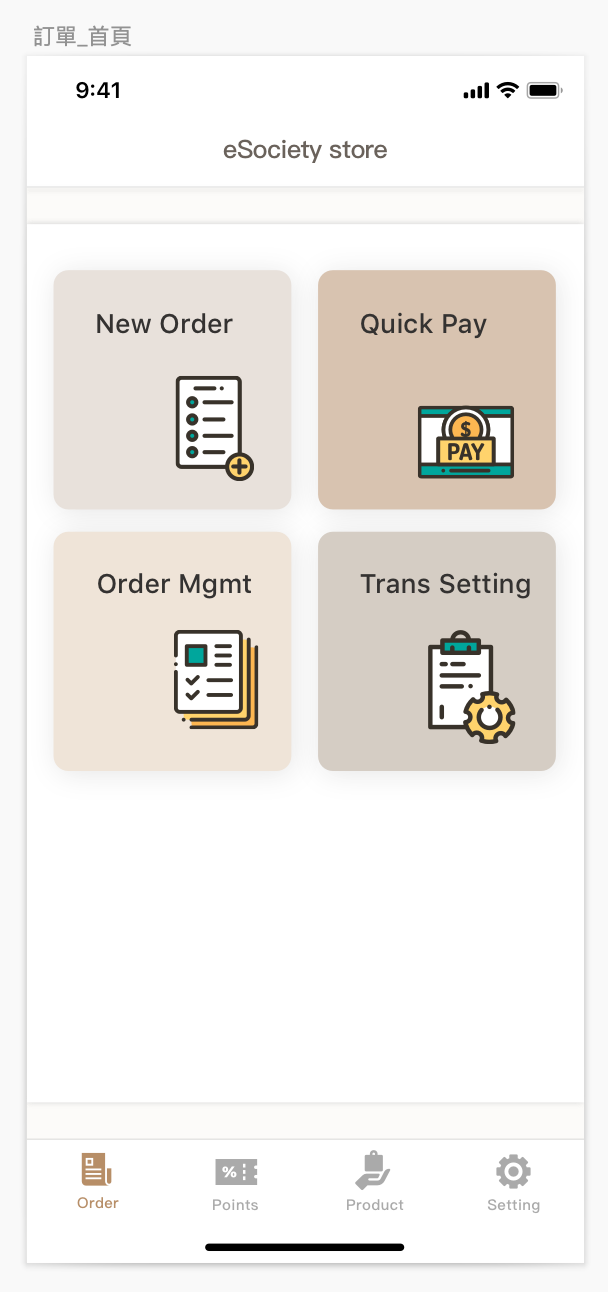 訂單_首頁
9:41
eSociety store
New Order
Quick Pay
$
PAY
Order Mgmt
Trans Setting
%
Order
Points
Product
Setting